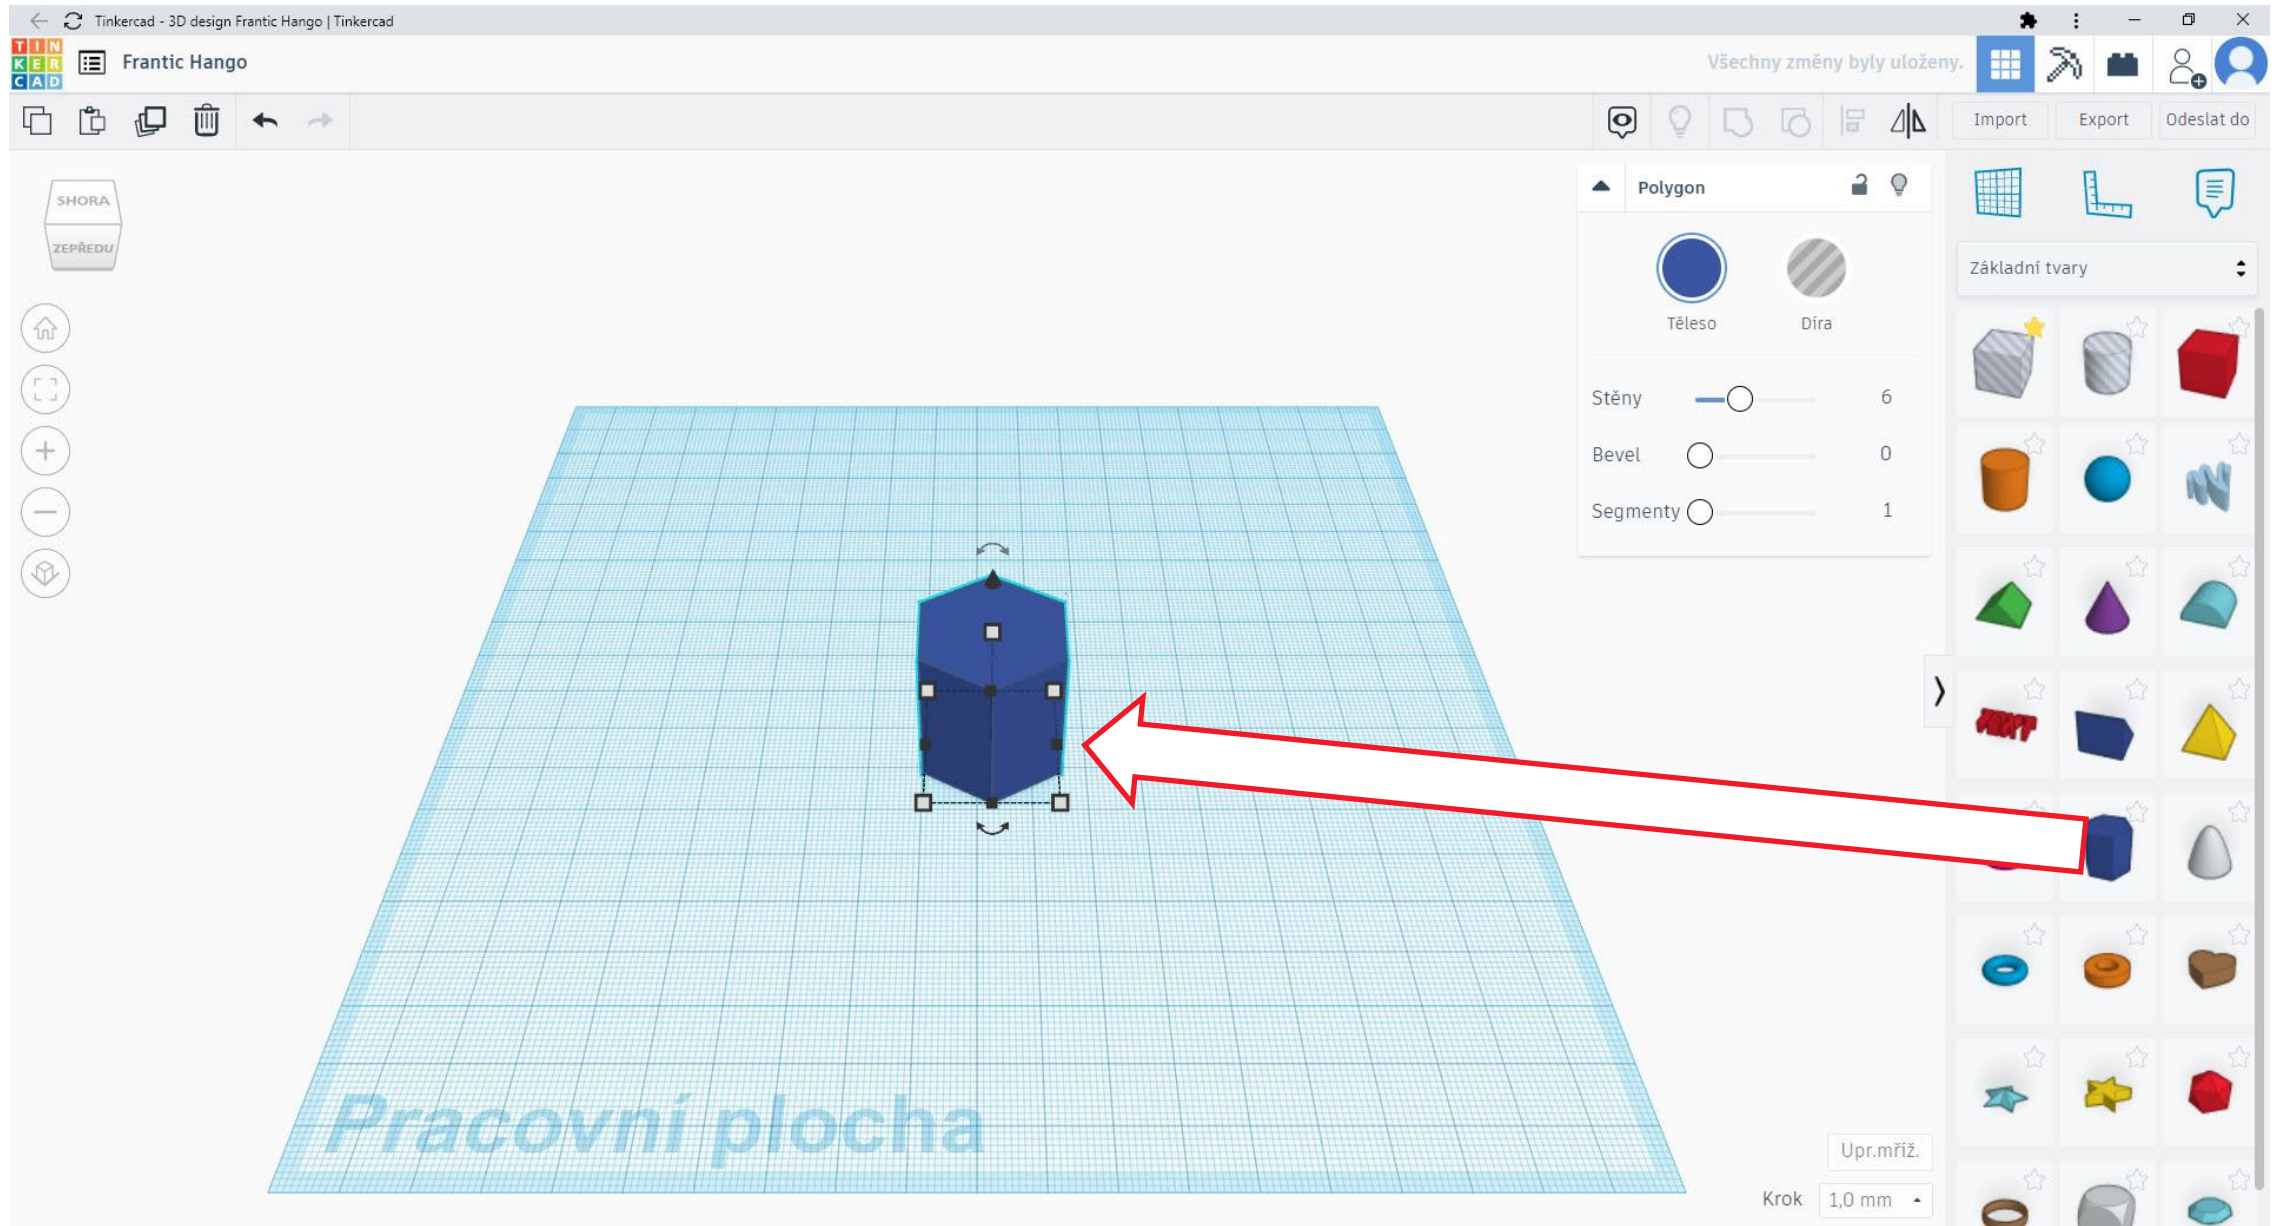 Tinkercad - 3D design Frantic Hango | Tinkercad
TIN
KER
CAD
Frantic Hango
Všechny změny byly uloženy.
Import
Export
Odeslat do
SHORA
ZEPŘEDU
Polygon
Těleso
Díra
Stěny
6
Bevel
0
Segmenty
1
Základní tvary
TEXT
Pracovní plocha
Upr.mříž.
Krok
1,0 mm